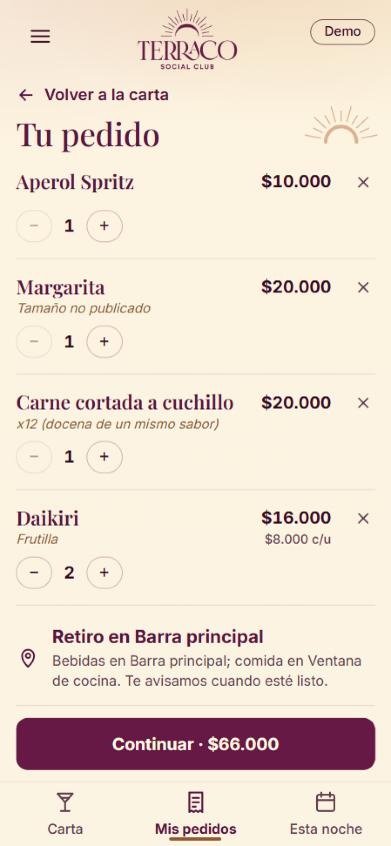 TERRACO
SOCIAL CLUB
Demo
← Volver a la carta
Tu pedido
Aperol Spritz $10.000 ×
− 1 +
Margarita $20.000 ×
Tamaño no publicado
− 1 +
Carne cortada a cuchillo $20.000 ×
x12 (docena de un mismo sabor)
− 1 +
Daikiri $16.000 ×
Frutilla $8.000 c/u
− 2 +
Retiro en Barra principal
Bebidas en Barra principal; comida en Ventana
de cocina. Te avisamos cuando esté listo.
Continuar · $66.000
Carta Mis pedidos Esta noche